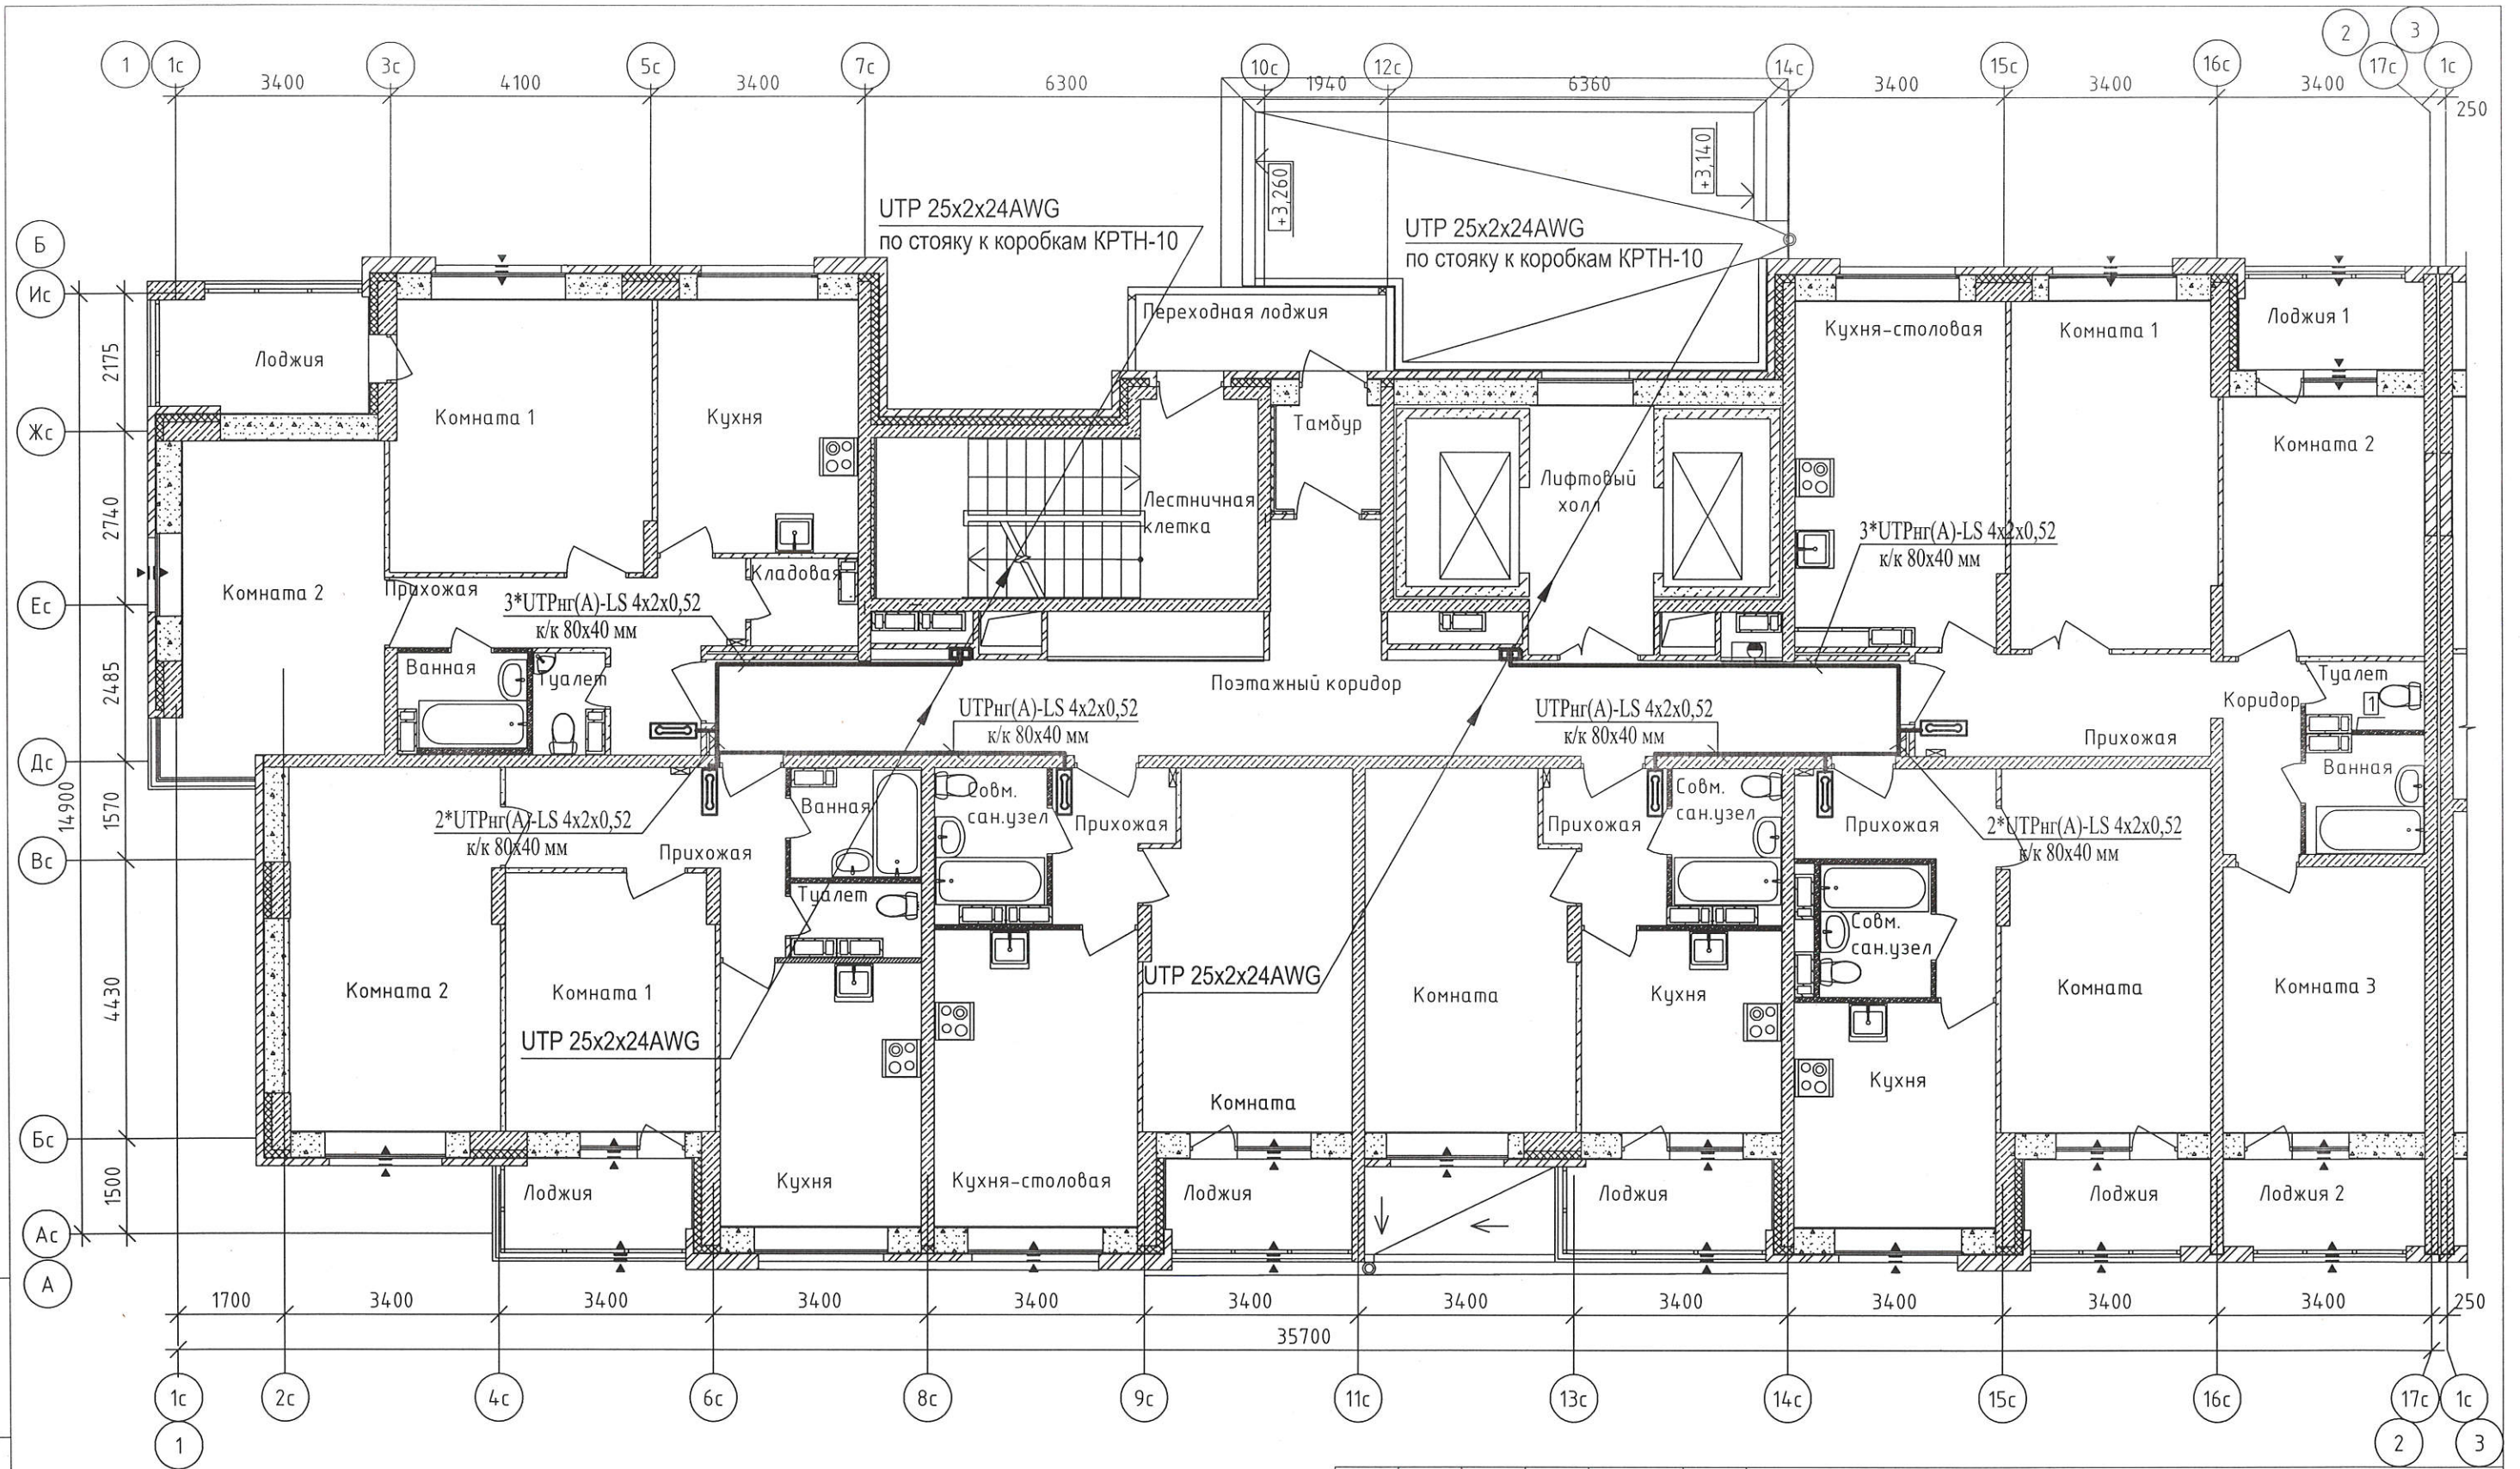 1 1с 3с 5с 7с 10с 12с 14с 15с 16с 2 17с 3 1с
3400 4100 3400 6300 1940 6360 3400 3400 3400 250
+3,260
+3,140
UTP 25x2x24AWG
по стояку к коробкам КРТН-10
UTP 25x2x24AWG
по стояку к коробкам КРТН-10
Б
Ис
Жс
Ес
Дс
Вс
Бс
Ас
А
2175
2740
2485
1570
4430
1500
14900
Лоджия
Комната 1
Кухня
Переходная лоджия
Тамбур
Лестничная
клетка
Лифтовый
холл
Кухня-столовая
Комната 1
Лоджия 1
Комната 2
Комната 2
Прихожая
Кладовая
3*UTPнг(А)-LS 4x2x0,52
к/к 80x40 мм
3*UTPнг(А)-LS 4x2x0,52
к/к 80x40 мм
Ванная
Туалет
Поэтажный коридор
UTPнг(А)-LS 4x2x0,52
к/к 80x40 мм
UTPнг(А)-LS 4x2x0,52
к/к 80x40 мм
Прихожая
Коридор
Туалет
1
Ванная
2*UTPнг(А)-LS 4x2x0,52
к/к 80x40 мм
Прихожая
Ванная
Туалет
Совм.
сан.узел
Прихожая
Прихожая
Совм.
сан.узел
Прихожая
2*UTPнг(А)-LS 4x2x0,52
к/к 80x40 мм
Совм.
сан.узел
Комната 2
Комната 1
UTP 25x2x24AWG
UTP 25x2x24AWG
Комната
Комната
Кухня
Кухня
Комната
Комната 3
Лоджия
Кухня
Кухня-столовая
Лоджия
Лоджия
Лоджия
Лоджия 2
1700 3400 3400 3400 3400 3400 3400 3400 3400 3400 3400 250
35700
1с 2с 4с 6с 8с 9с 11с 13с 14с 15с 16с 17с 1с
1 2 3